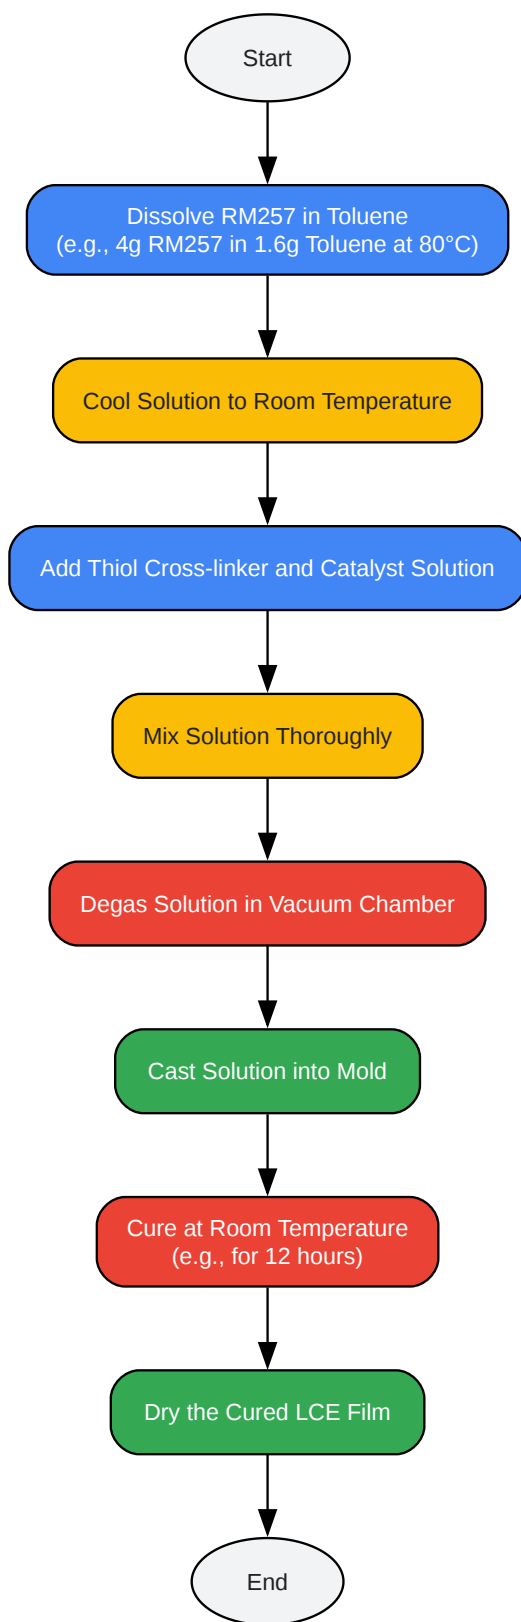 Start
Dissolve RM257 in Toluene
(e.g., 4g RM257 in 1.6g Toluene at 80°C)
Cool Solution to Room Temperature
Add Thiol Cross-linker and Catalyst Solution
Mix Solution Thoroughly
Degas Solution in Vacuum Chamber
Cast Solution into Mold
Cure at Room Temperature
(e.g., for 12 hours)
Dry the Cured LCE Film
End